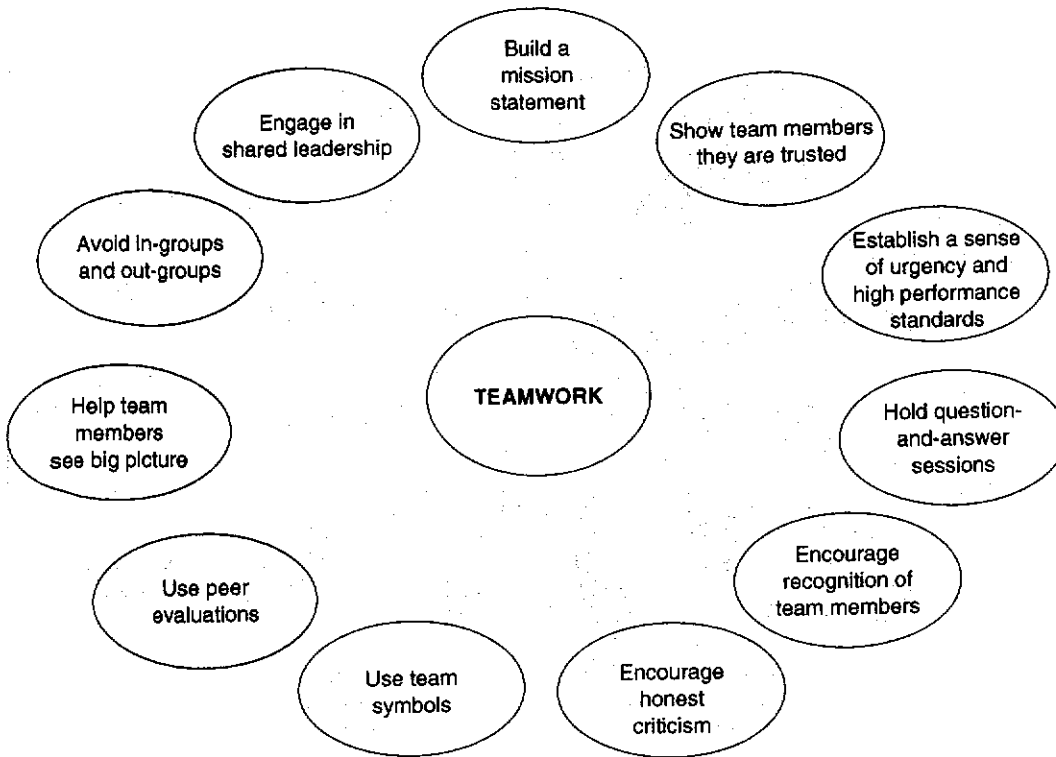 Build a
mission
statement
Show team members
they are trusted
Establish a sense
of urgency and
high performance
standards
Hold question-
and-answer
sessions
Encourage
recognition of
team members
Encourage
honest
criticism
Use team
symbols
Use peer
evaluations
Help team
members
see big picture
Avoid in-groups
and out-groups
Engage in
shared leadership
TEAMWORK